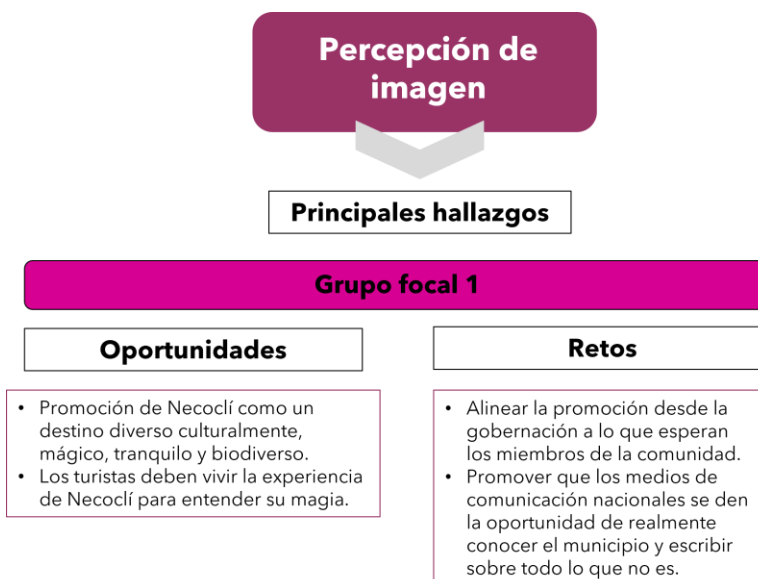 Percepción de
imagen
Principales hallazgos
Grupo focal 1
Oportunidades
• Promoción de Necoclí como un
destino diverso culturalmente,
mágico, tranquilo y biodiverso.
• Los turistas deben vivir la experiencia
de Necoclí para entender su magia.
Retos
• Alinear la promoción desde la
gobernación a lo que esperan
los miembros de la comunidad.
• Promover que los medios de
comunicación nacionales se den
la oportunidad de realmente
conocer el municipio y escribir
sobre todo lo que no es.